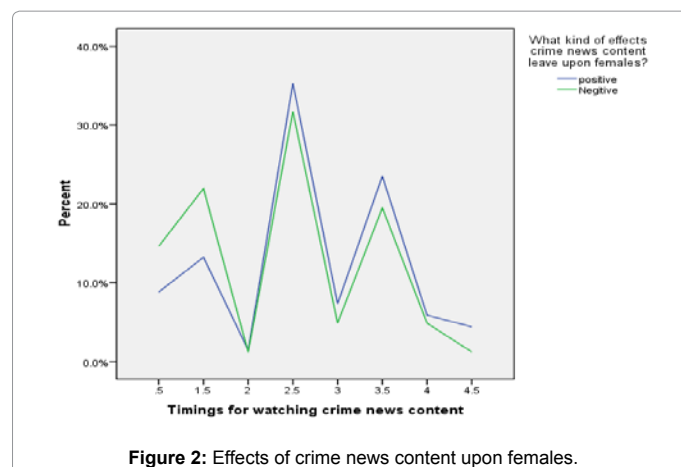 What kind of effects
crime news content
leave upon females?
positive
Negitive
40.0%
30.0%
20.0%
10.0%
0.0%
Percent
.5 1.5 2 2.5 3 3.5 4 4.5
Timings for watching crime news content
Figure 2: Effects of crime news content upon females.